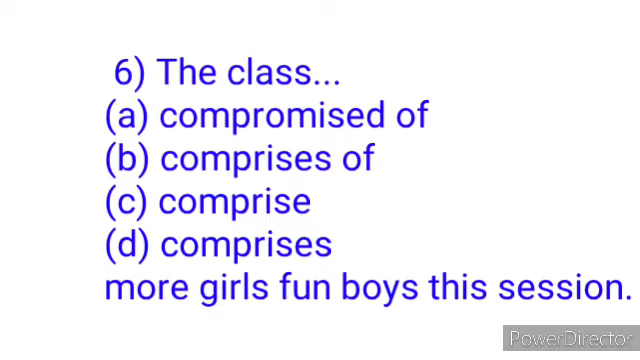 6) The class...
(a) compromised of
(b) comprises of
(c) comprise
(d) comprises
more girls fun boys this session.
PowerDirector